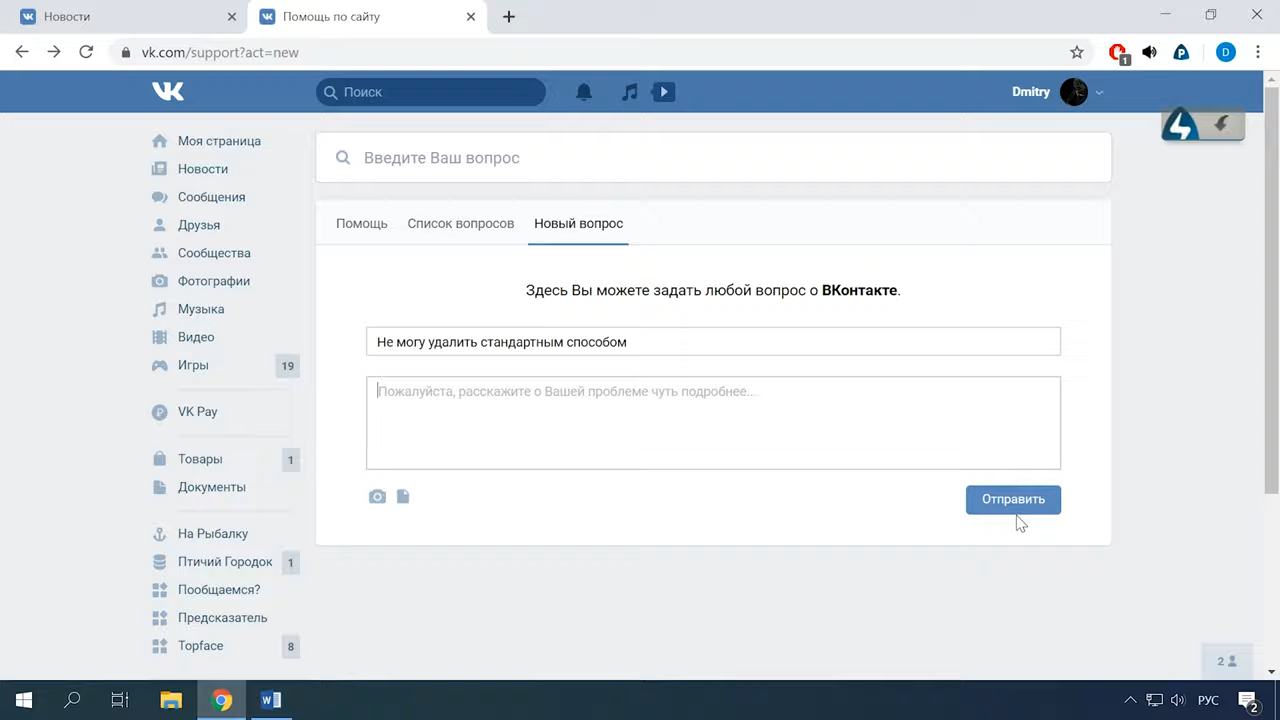 Новости
Помощь по сайту
vk.com/support?act=new
1
D
Поиск
Dmitry
Моя страница
Новости
Сообщения
Друзья
Сообщества
Фотографии
Музыка
Видео
Игры 19
VK Pay
Товары 1
Документы
На Рыбалку
Птичий Городок 1
Пообщаемся?
Предсказатель
Topface 8
Введите Ваш вопрос
Помощь Список вопросов Новый вопрос
Здесь Вы можете задать любой вопрос о ВКонтакте.
Не могу удалить стандартным способом
Пожалуйста, расскажите о Вашей проблеме чуть подробнее...
Отправить
2
РУС
2